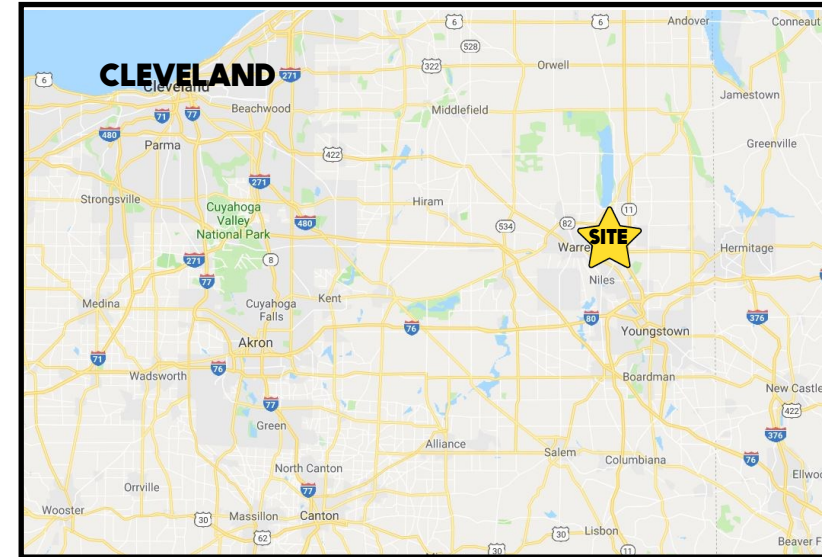 6
6
Andover
Conneaut
528
322
Orwell
CLEVELAND
271
6
Cleveland
Jamestown
71
77
Beachwood
Middlefield
480
Parma
422
Greenville
271
Strongsville
Cuyahoga
Valley
National Park
Hiram
480
534
82
11
SITE
Warre
Hermitage
8
271
77
Niles
Medina
Cuyahoga
Falls
Kent
76
80
376
Youngstown
Akron
71
76
Wadsworth
Boardman
New Castle
77
422
Green
376
Alliance
Salem
Columbiana
76
North Canton
Ellwo
Orrville
77
Wooster
30
Massillon
Canton
30
Lisbon
62
30
11
Beaver F